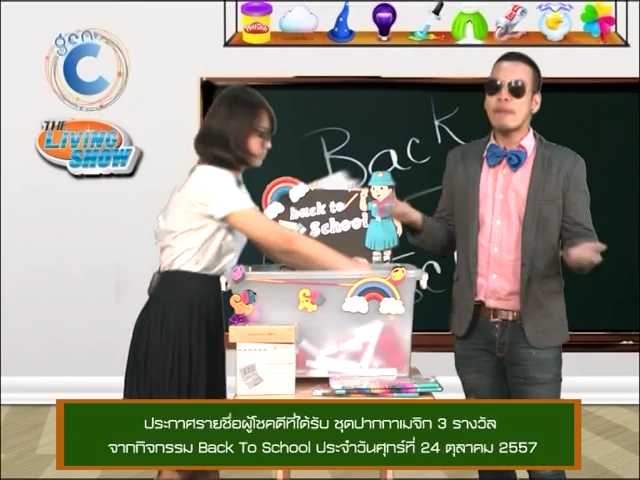 Play-Doh
gen
C
THE
LIVING
SHOW
Back
back to
School
ประกาศรายชื่อผู้โชคดีที่ได้รับ ชุดปากกาเมจิก 3 รางวัล
จากกิจกรรม Back To School ประจำวันศุกร์ที่ 24 ตุลาคม 2557